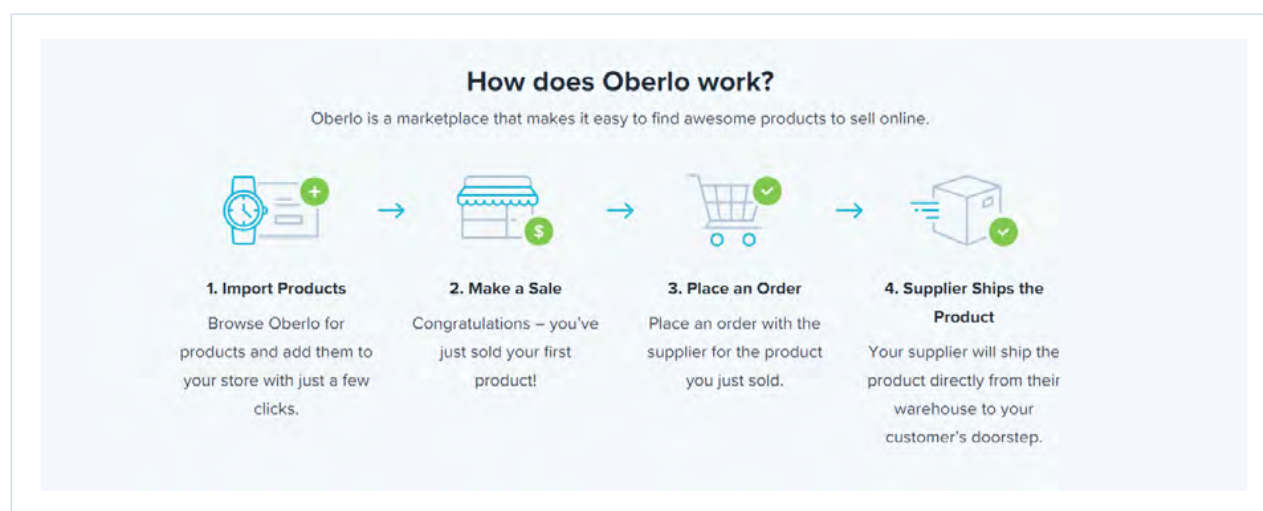 How does Oberlo work?
Oberlo is a marketplace that makes it easy to find awesome products to sell online.
$
1. Import Products
Browse Oberlo for
products and add them to
your store with just a few
clicks.
2. Make a Sale
Congratulations – you've
just sold your first
product!
3. Place an Order
Place an order with the
supplier for the product
you just sold.
4. Supplier Ships the
Product
Your supplier will ship the
product directly from their
warehouse to your
customer's doorstep.